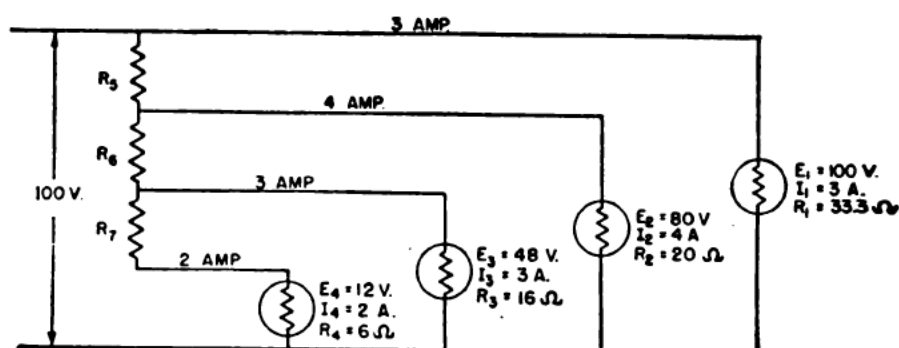 3 AMP.
R5
4 AMP.
R6
100 V.
3 AMP
R7
2 AMP
E1 = 100 V.
I1 = 3 A.
R1 = 33.3 Ω
E2 = 80 V
I2 = 4 A
R2 = 20 Ω
E3 = 48 V.
I3 = 3 A.
R3 = 16 Ω
E4 = 12 V.
I4 = 2 A.
R4 = 6 Ω